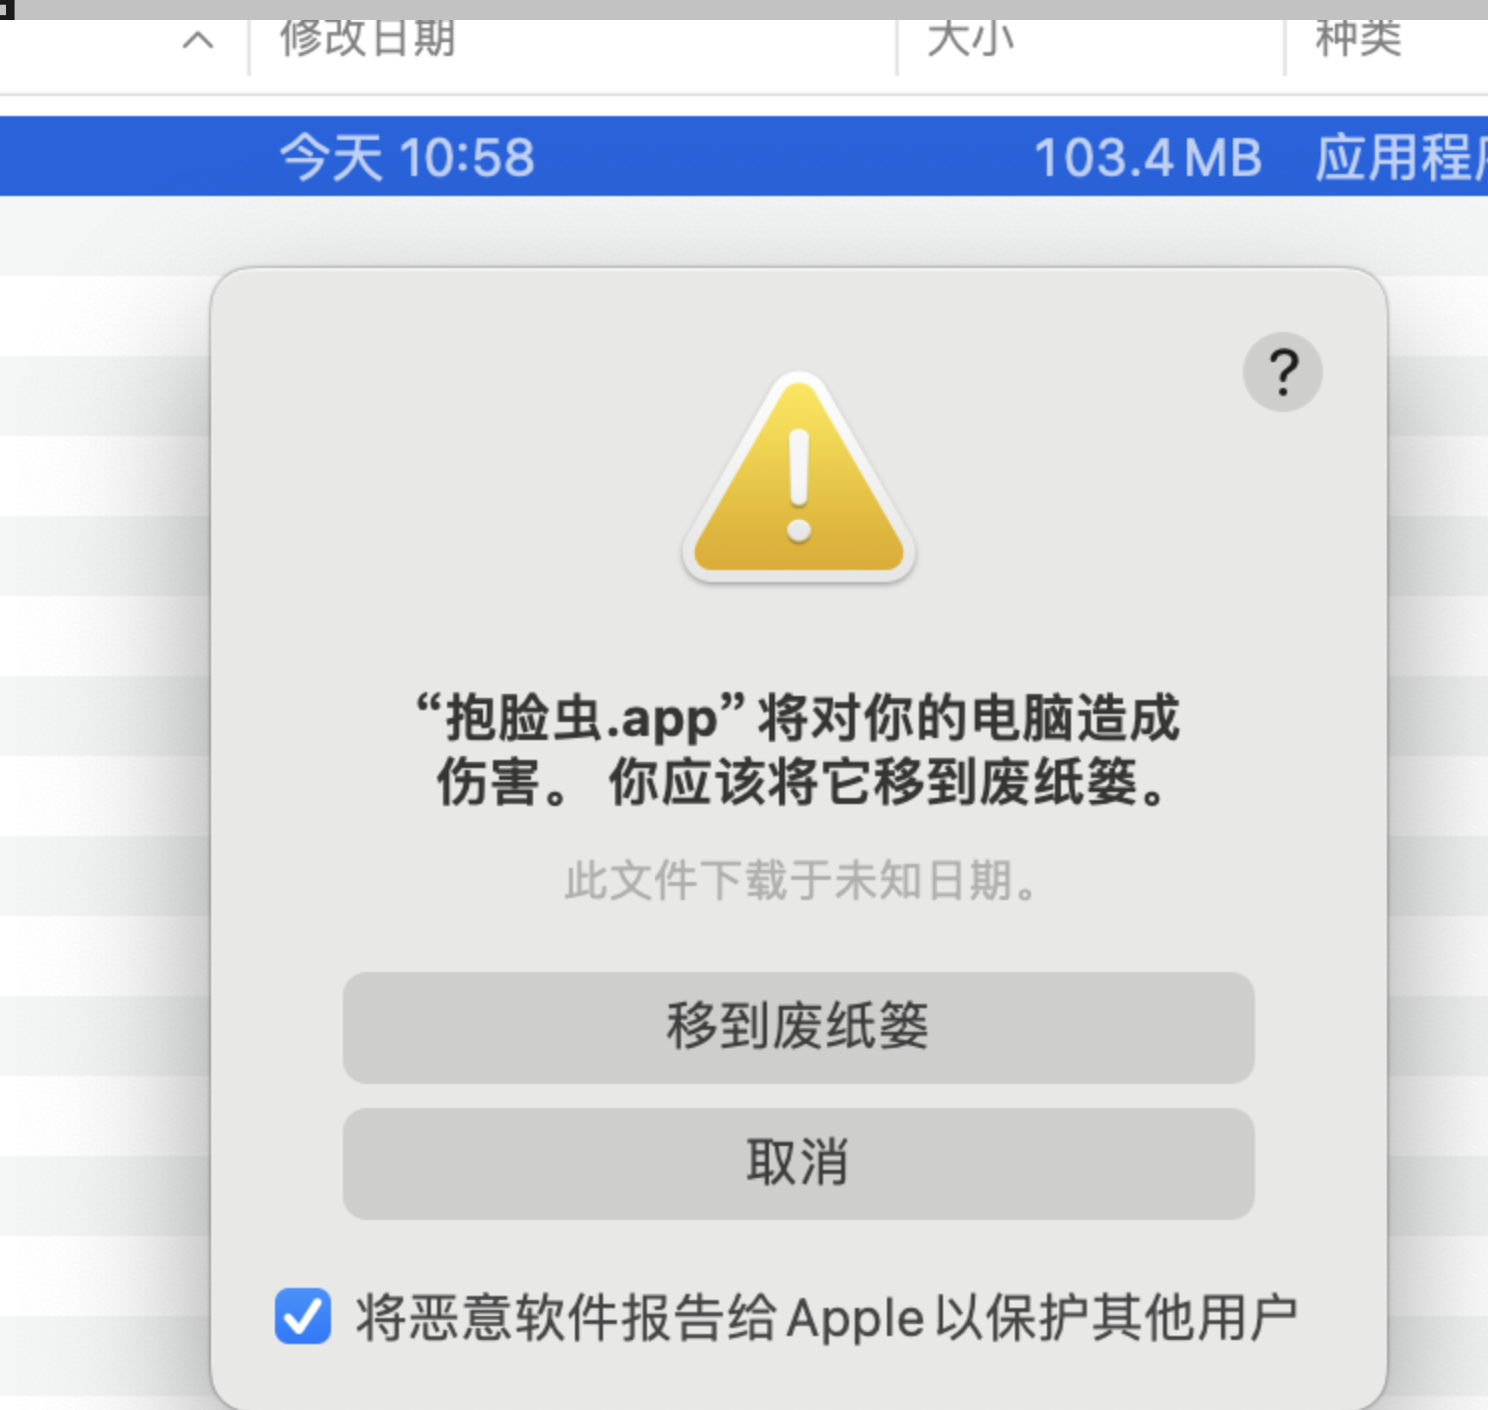 修改日期 大小 种类
今天 10:58 103.4 MB 应用程
?
“抱脸虫.app”将对你的电脑造成
伤害。 你应该将它移到废纸篓。
此文件下载于未知日期。
移到废纸篓
取消
将恶意软件报告给 Apple 以保护其他用户